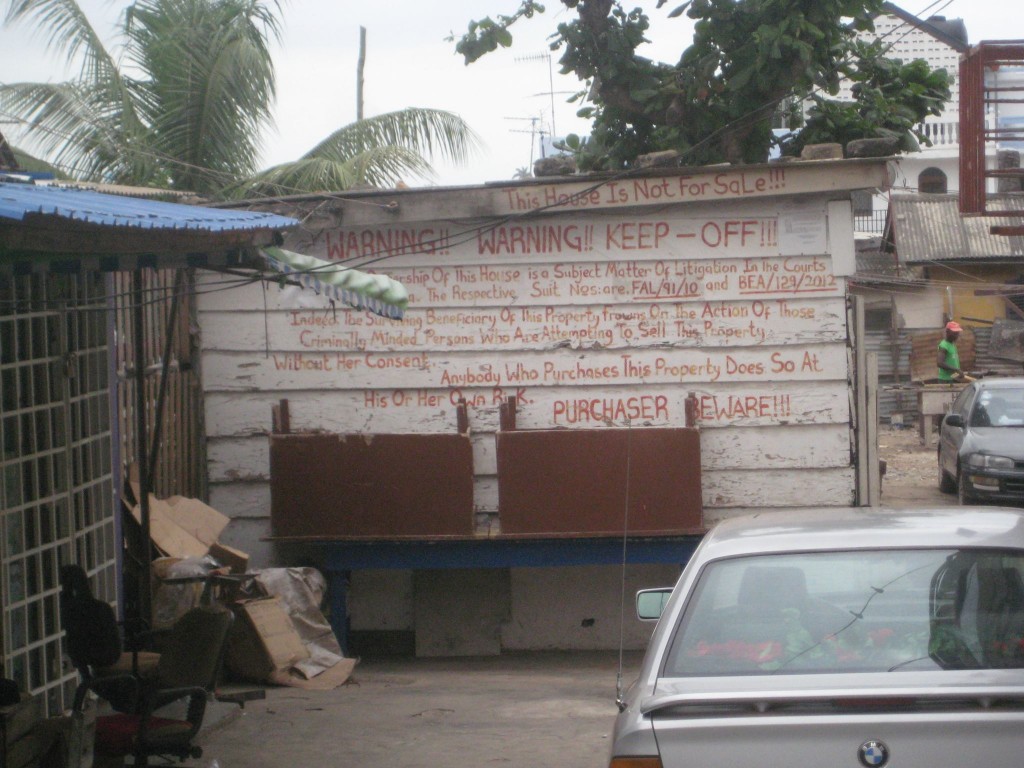 This House Is Not For Sale!!!
WARNING!! WARNING!! KEEP-OFF!!!
Of This House is a Subject Matter Of Litigation In the Courts
The Respective Suit Nos: are, FAL/91/10 and BEA/129/2012
Indeed The Surviving Beneficiary Of This Property frowns On The Action Of Those
Criminally Minded Persons Who Are Attempting To Sell This Property
Without Her Consent. Anybody Who Purchases This Property Does So At
His Or Her Own Risk. PURCHASER BEWARE!!!
BMW